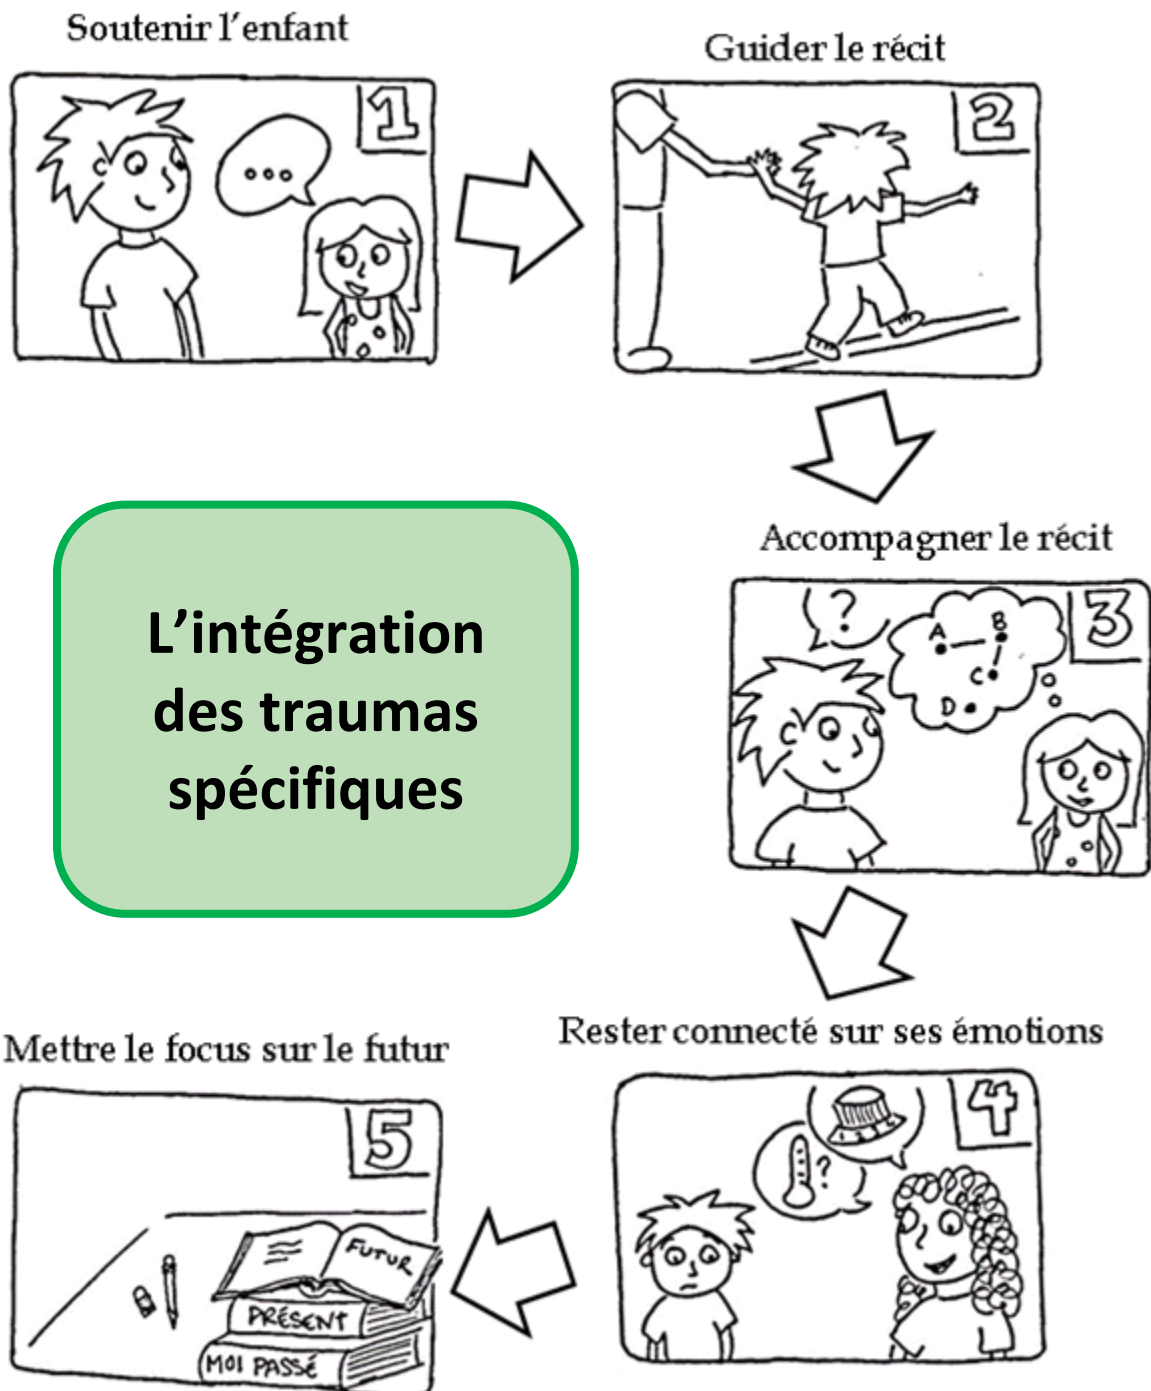 Soutenir l'enfant
1
Guider le récit
2
Accompagner le récit
?
A
B
C
D
3
L'intégration
des traumas
spécifiques
Rester connecté sur ses émotions
?
4
Mettre le focus sur le futur
5
FUTUR
PRÉSENT
MOI PASSÉ